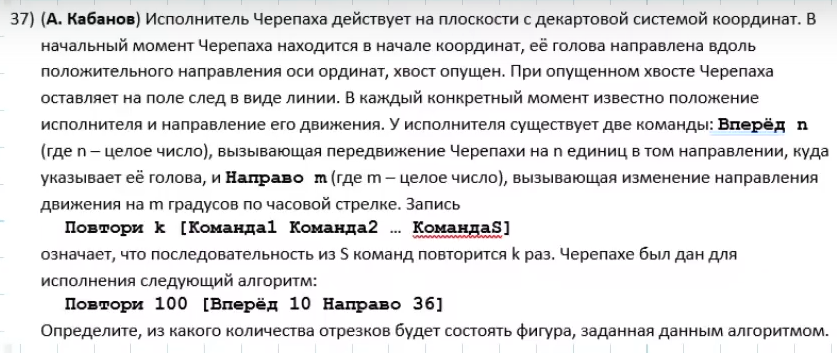 37) (А. Кабанов) Исполнитель Черепаха действует на плоскости с декартовой системой координат. В
начальный момент Черепаха находится в начале координат, её голова направлена вдоль
положительного направления оси ординат, хвост опущен. При опущенном хвосте Черепаха
оставляет на поле след в виде линии. В каждый конкретный момент известно положение
исполнителя и направление его движения. У исполнителя существует две команды: Вперёд n
(где n – целое число), вызывающая передвижение Черепахи на n единиц в том направлении, куда
указывает её голова, и Направо m (где m – целое число), вызывающая изменение направления
движения на m градусов по часовой стрелке. Запись
Повтори k [Команда1 Команда2 … КомандаS]
означает, что последовательность из S команд повторится k раз. Черепахе был дан для
исполнения следующий алгоритм:
Повтори 100 [Вперёд 10 Направо 36]
Определите, из какого количества отрезков будет состоять фигура, заданная данным алгоритмом.